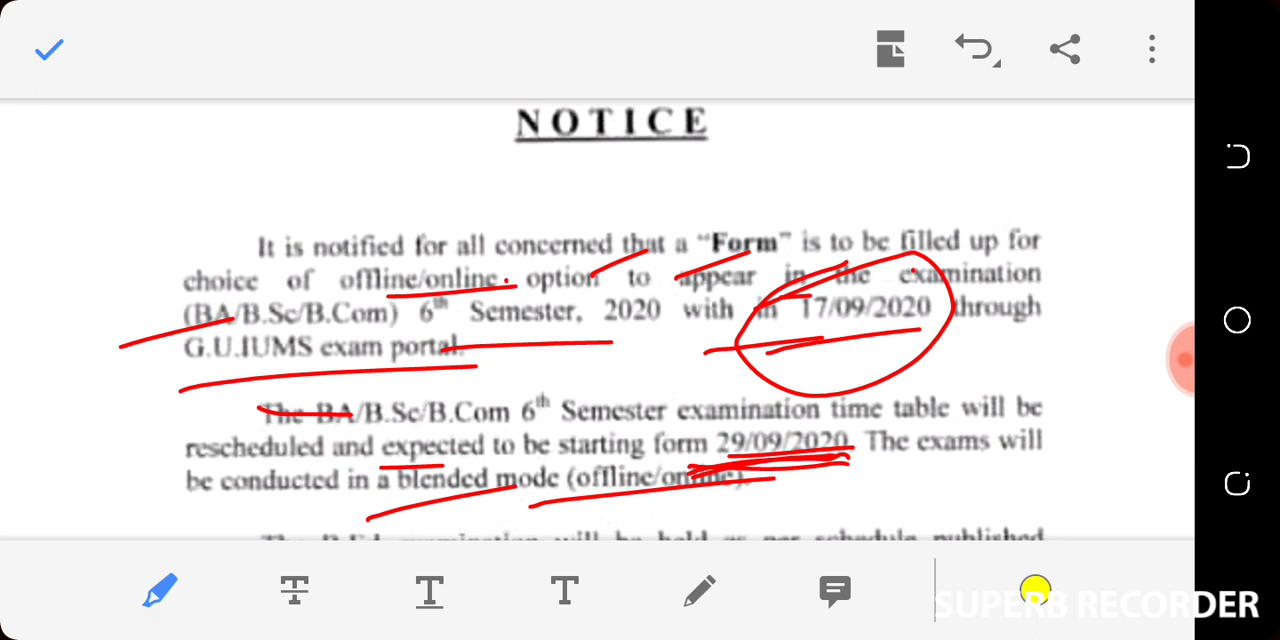 NOTICE
It is notified for all concerned that a "Form" is to be filled up for
choice of offline/online. option to appear in the examination
(BA/B.Sc/B.Com) 6th Semester, 2020 with in 17/09/2020 through
G.U.IUMS exam portal.
The BA/B.Sc/B.Com 6th Semester examination time table will be
rescheduled and expected to be starting form 29/09/2020. The exams will
be conducted in a blended mode (offline/online).
T
T
T
SUPERB RECORDER